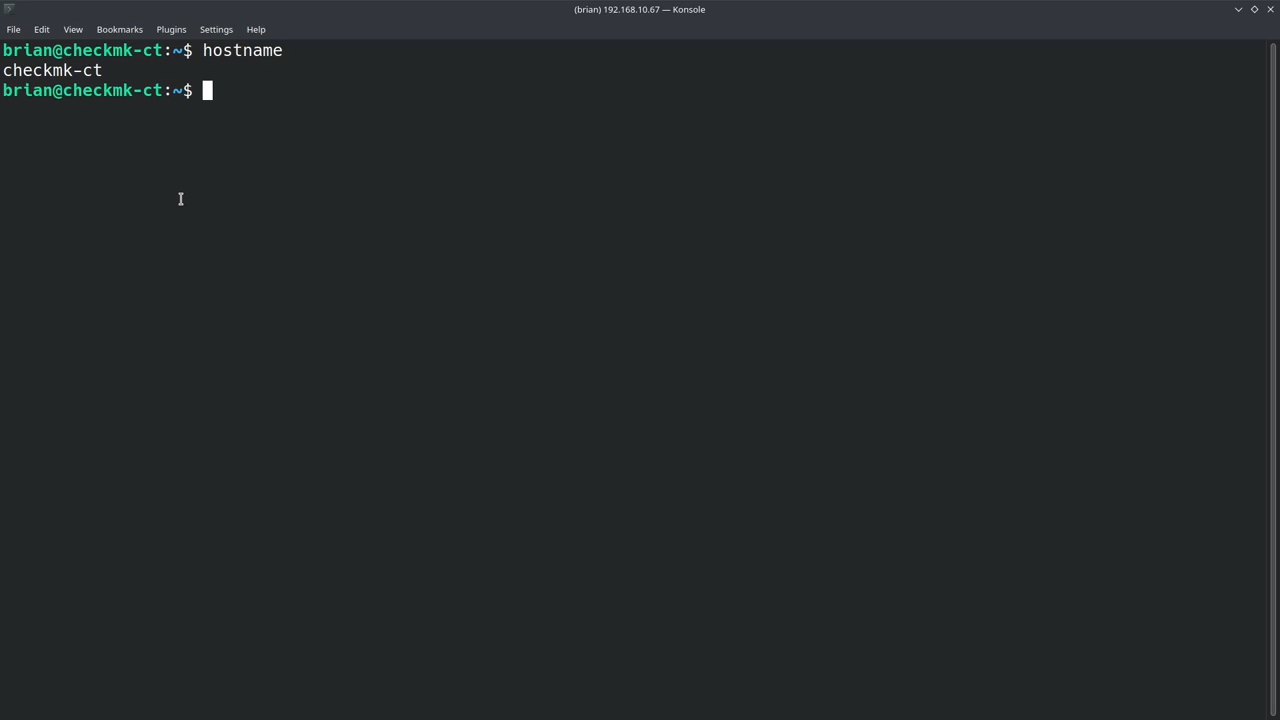 (brian) 192.168.10.67 — Konsole
File Edit View Bookmarks Plugins Settings Help
brian@checkmk-ct:~$ hostname
checkmk-ct
brian@checkmk-ct:~$